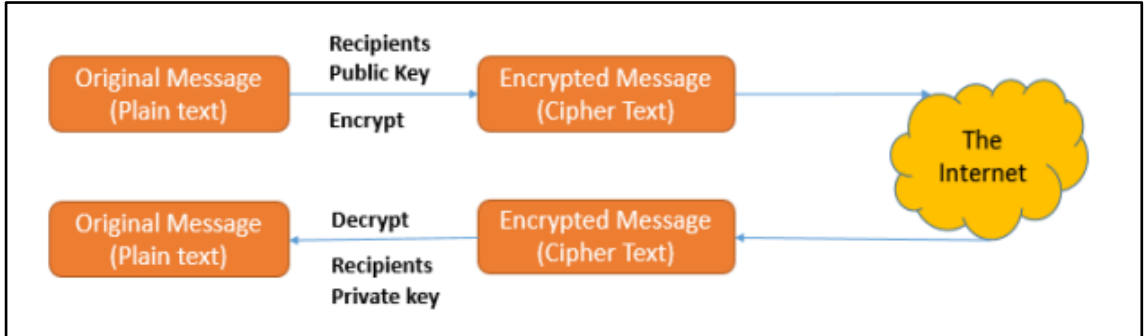 Recipients
Public Key
Original Message
(Plain text)
Encrypt
Encrypted Message
(Cipher Text)
The
Internet
Original Message
(Plain text)
Decrypt
Recipients
Private key
Encrypted Message
(Cipher Text)